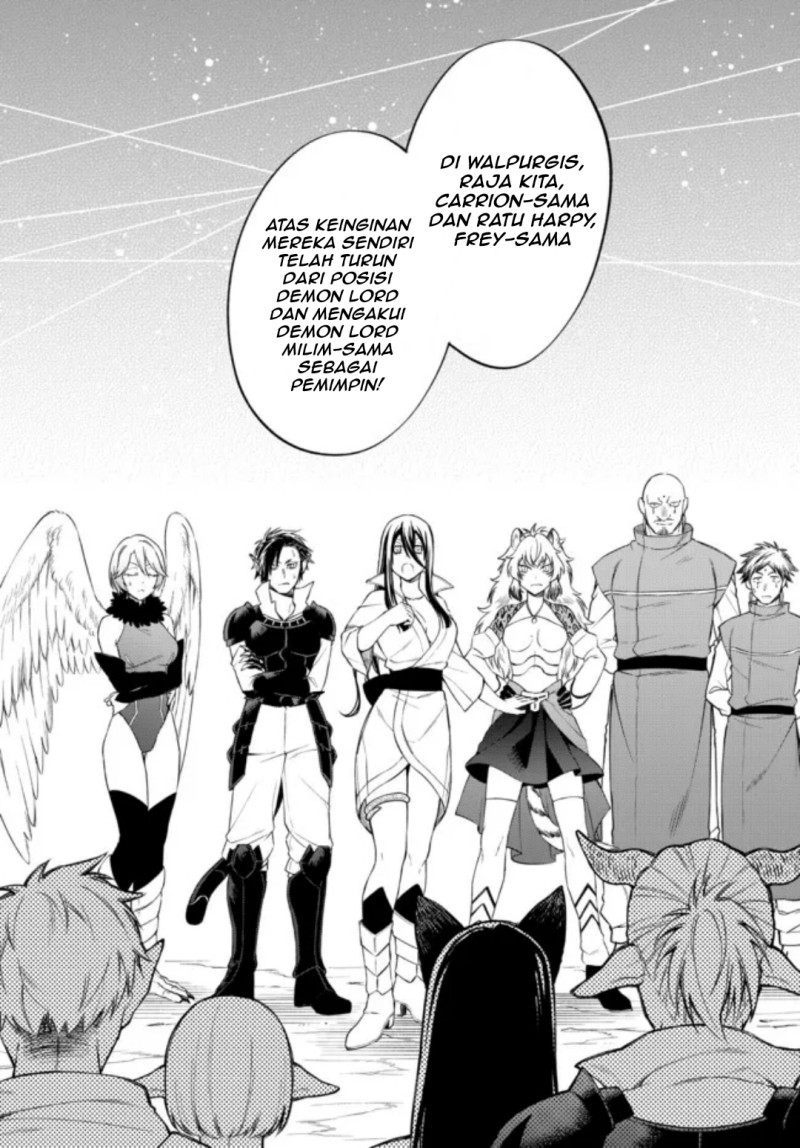 DI WALPURGIS,
RAJA KITA,
CARRION-SAMA
DAN RATU HARPY,
FREY-SAMA
ATAS KEINGINAN
MEREKA SENDIRI
TELAH TURUN
DARI POSISI
DEMON LORD
DAN MENGAKUI
DEMON LORD
MILIM-SAMA
SEBAGAI
PEMIMPIN!